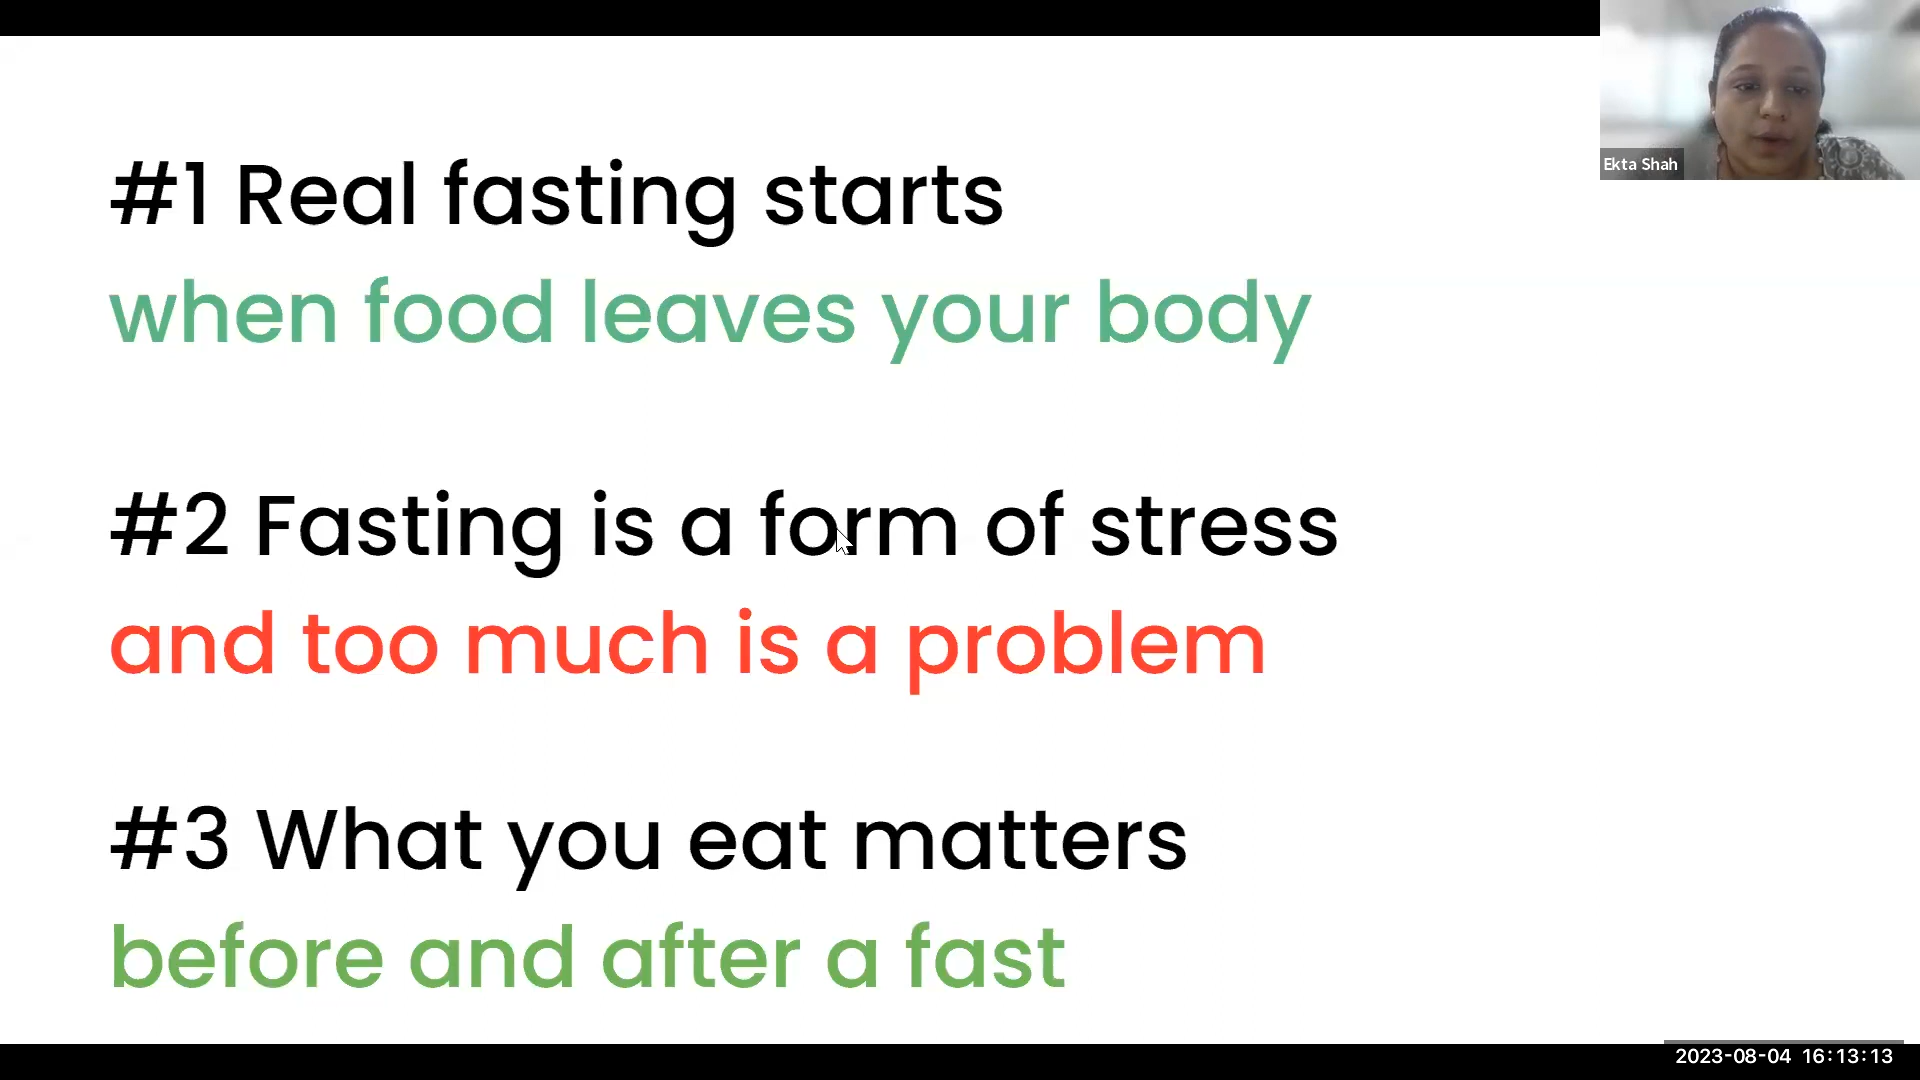 #1 Real fasting starts
when food leaves your body
#2 Fasting is a form of stress
and too much is a problem
#3 What you eat matters
before and after a fast
Ekta Shah
2023-08-04 16:13:13